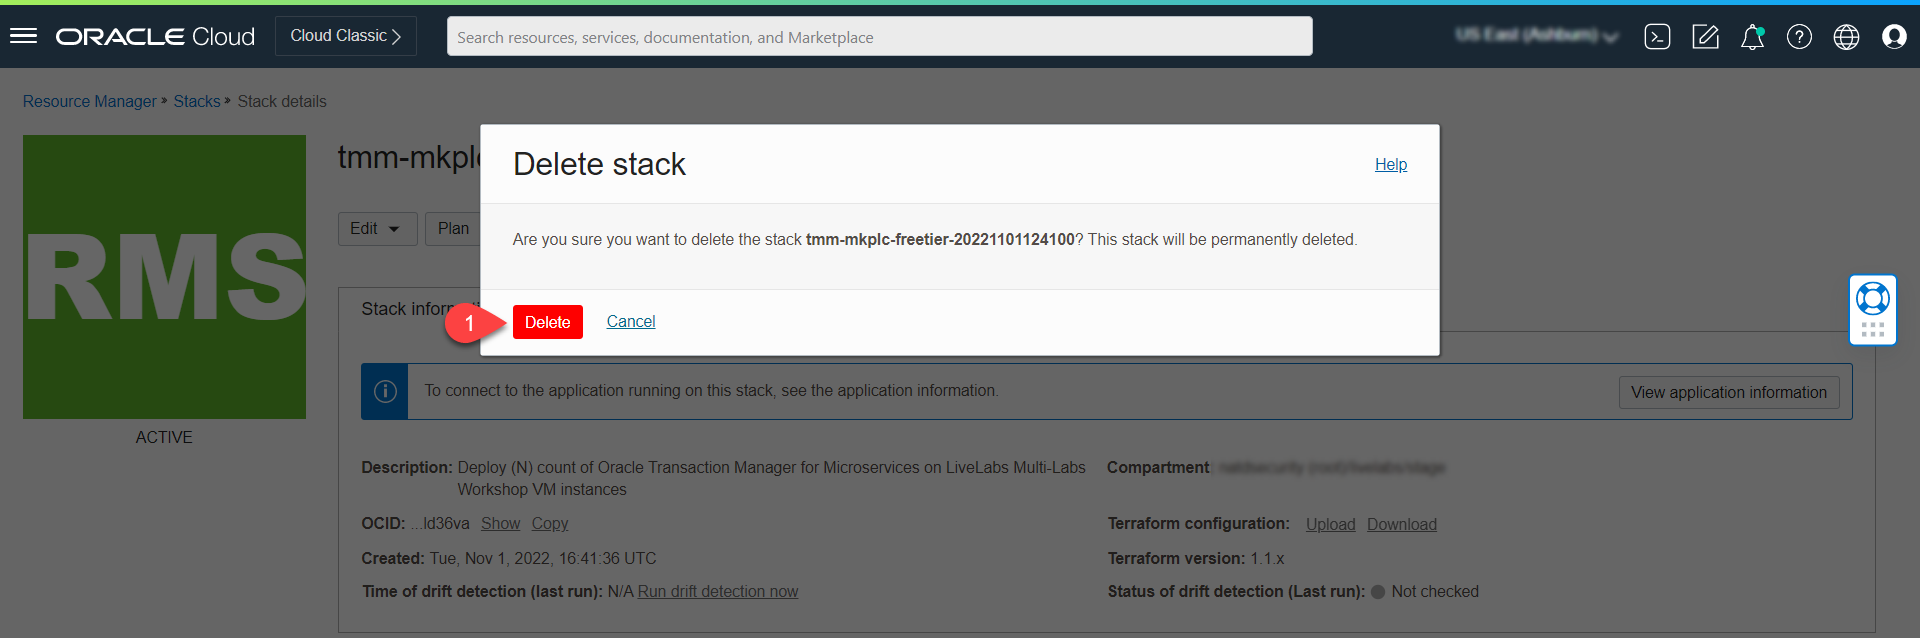 ORACLE Cloud
Cloud Classic
Search resources, services, documentation, and Marketplace
US East (Ashburn)
Resource Manager » Stacks » Stack details
RMS
ACTIVE
tmm-mkplc
Edit
Plan
Delete stack
Help
Are you sure you want to delete the stack tmm-mkplc-freetier-20221101124100? This stack will be permanently deleted.
1
Delete
Cancel
Stack information
To connect to the application running on this stack, see the application information.
View application information
Description: Deploy (N) count of Oracle Transaction Manager for Microservices on LiveLabs Multi-Labs
Workshop VM instances
OCID: ...ld36va Show Copy
Created: Tue, Nov 1, 2022, 16:41:36 UTC
Time of drift detection (last run): N/A Run drift detection now
Compartment:
Terraform configuration: Upload Download
Terraform version: 1.1.x
Status of drift detection (Last run): Not checked